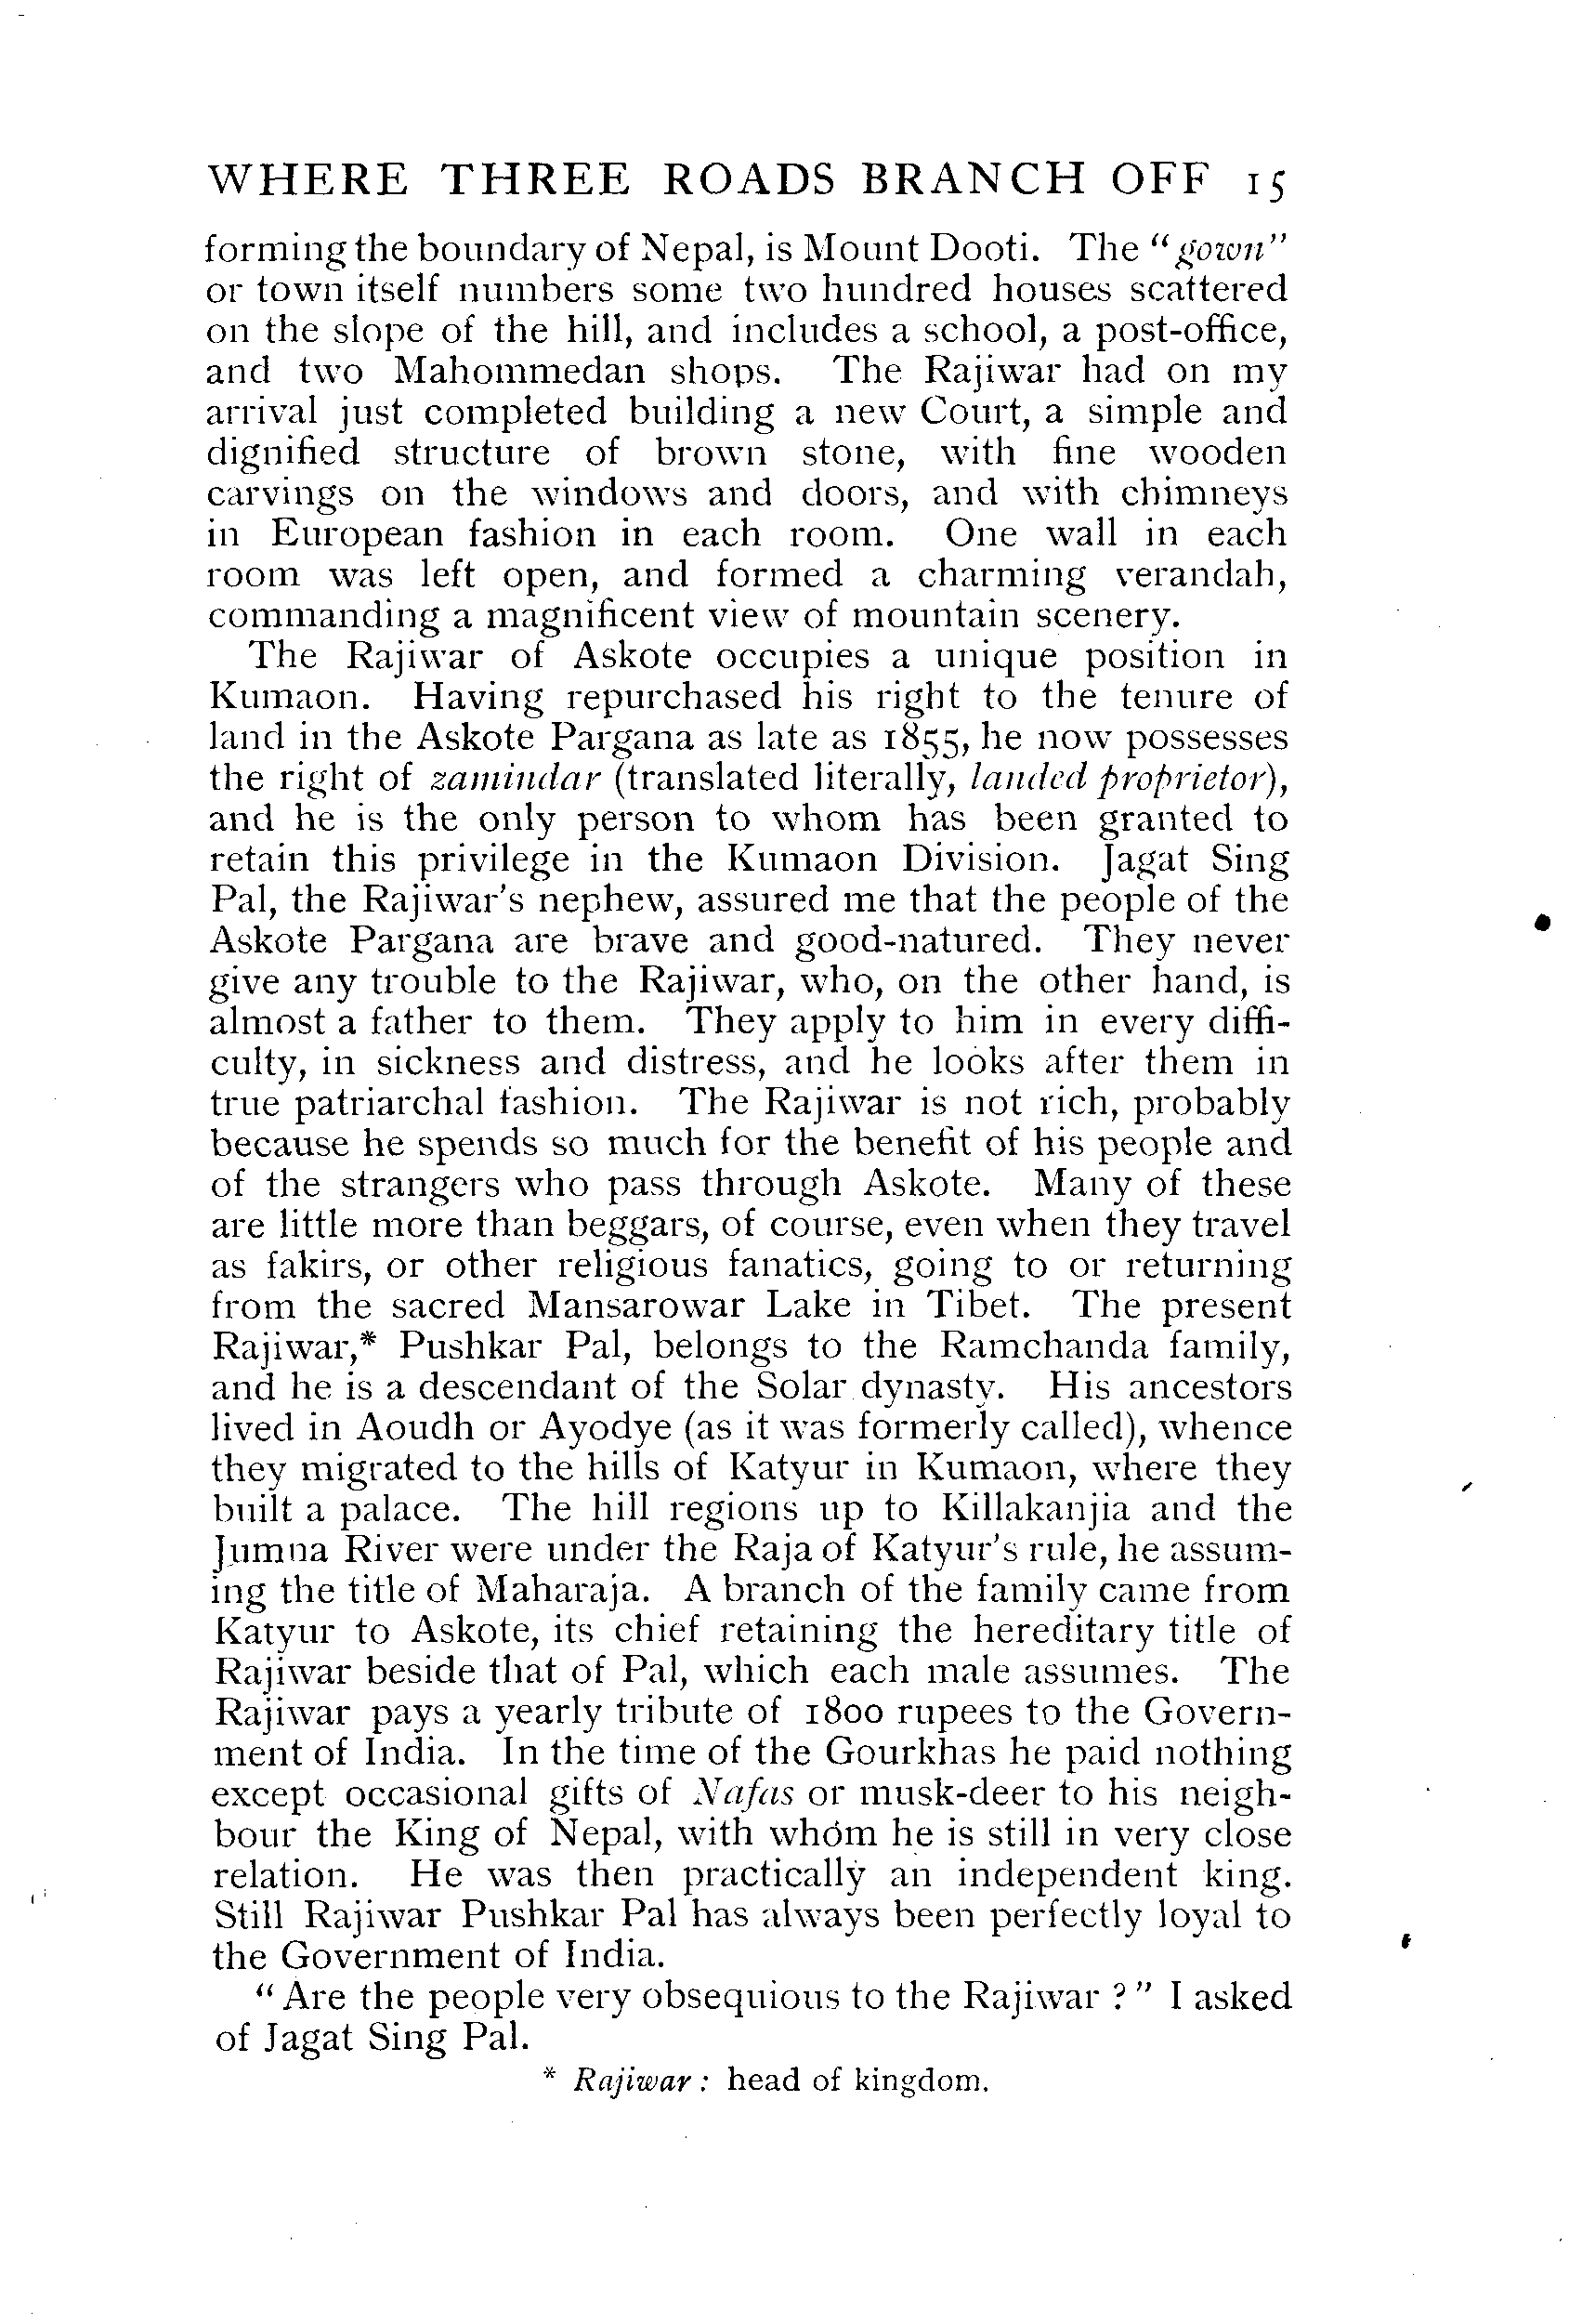 WHERE THREE ROADS BRANCH OFF 15
forming the boundary of Nepal, is Mount Dooti. The "gown"
or town itself numbers some two hundred houses scattered
on the slope of the hill, and includes a school, a post-office,
and two Mahommedan shops. The Rajiwar had on my
arrival just completed building a new Court, a simple and
dignified structure of brown stone, with fine wooden
carvings on the windows and doors, and with chimneys
in European fashion in each room. One wall in each
room was left open, and formed a charming verandah,
commanding a magnificent view of mountain scenery.
The Rajiwar of Askote occupies a unique position in
Kumaon. Having repurchased his right to the tenure of
land in the Askote Pargana as late as 1855, he now possesses
the right of zamindar (translated literally, landed proprietor),
and he is the only person to whom has been granted to
retain this privilege in the Kumaon Division. Jagat Sing
Pal, the Rajiwar's nephew, assured me that the people of the
Askote Pargana are brave and good-natured. They never
give any trouble to the Rajiwar, who, on the other hand, is
almost a father to them. They apply to him in every diffi-
culty, in sickness and distress, and he looks after them in
true patriarchal fashion. The Rajiwar is not rich, probably
because he spends so much for the benefit of his people and
of the strangers who pass through Askote. Many of these
are little more than beggars, of course, even when they travel
as fakirs, or other religious fanatics, going to or returning
from the sacred Mansarowar Lake in Tibet. The present
Rajiwar,* Pushkar Pal, belongs to the Ramchanda family,
and he is a descendant of the Solar dynasty. His ancestors
lived in Aoudh or Ayodye (as it was formerly called), whence
they migrated to the hills of Katyur in Kumaon, where they
built a palace. The hill regions up to Killakanjia and the
Jumna River were under the Raja of Katyur's rule, he assum-
ing the title of Maharaja. A branch of the family came from
Katyur to Askote, its chief retaining the hereditary title of
Rajiwar beside that of Pal, which each male assumes. The
Rajiwar pays a yearly tribute of 1800 rupees to the Govern-
ment of India. In the time of the Gourkhas he paid nothing
except occasional gifts of Nafas or musk-deer to his neigh-
bour the King of Nepal, with whom he is still in very close
relation. He was then practically an independent king.
Still Rajiwar Pushkar Pal has always been perfectly loyal to
the Government of India.
"Are the people very obsequious to the Rajiwar?" I asked
of Jagat Sing Pal.
* Rajiwar: head of kingdom.